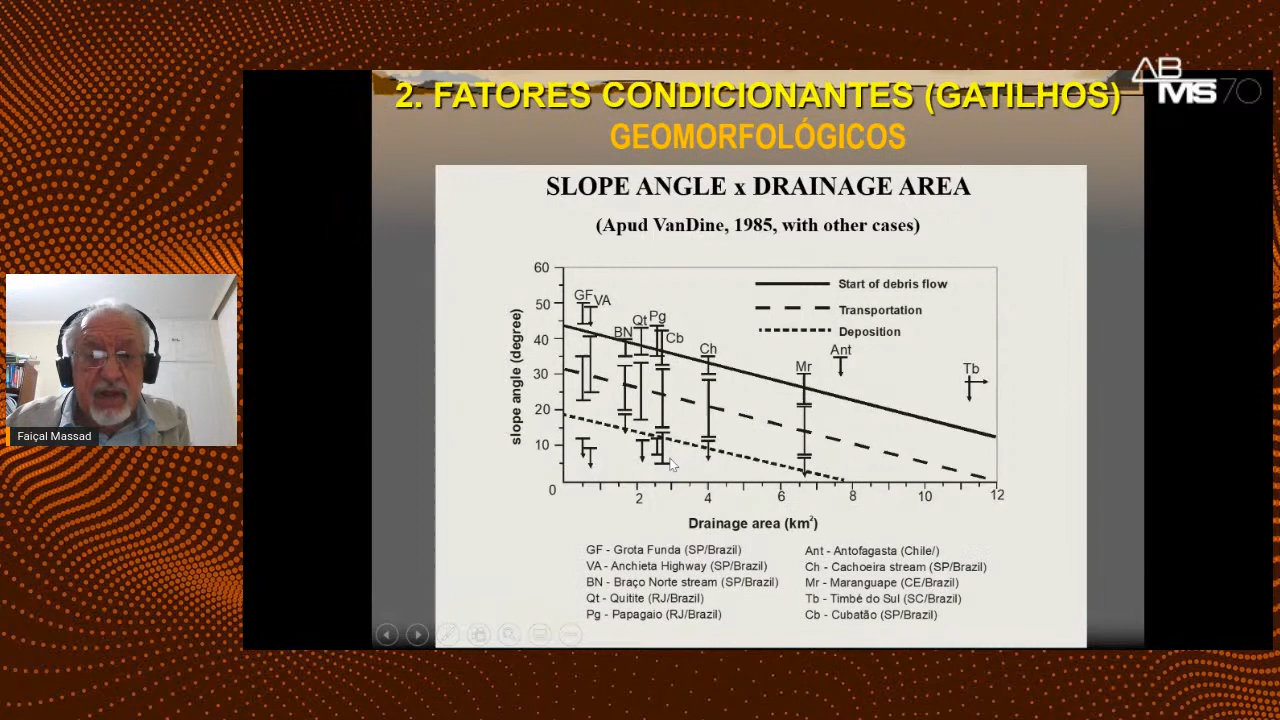 2. FATORES CONDICIONANTES (GATILHOS)
AB
MS70
GEOMORFOLÓGICOS
SLOPE ANGLE x DRAINAGE AREA
(Apud VanDine, 1985, with other cases)
slope angle (degree)
60
50
40
30
20
10
0
2
4
6
8
10
12
Drainage area (km²)
GF
VA
BN
Qt
Pg
Cb
Ch
Mr
Ant
Tb
Start of debris flow
Transportation
Deposition
GF - Grota Funda (SP/Brazil)
VA - Anchieta Highway (SP/Brazil)
BN - Braço Norte stream (SP/Brazil)
Qt - Quitite (RJ/Brazil)
Pg - Papagaio (RJ/Brazil)
Ant - Antofagasta (Chile/)
Ch - Cachoeira stream (SP/Brazil)
Mr - Maranguape (CE/Brazil)
Tb - Timbé do Sul (SC/Brazil)
Cb - Cubatão (SP/Brazil)
Faiçal Massad